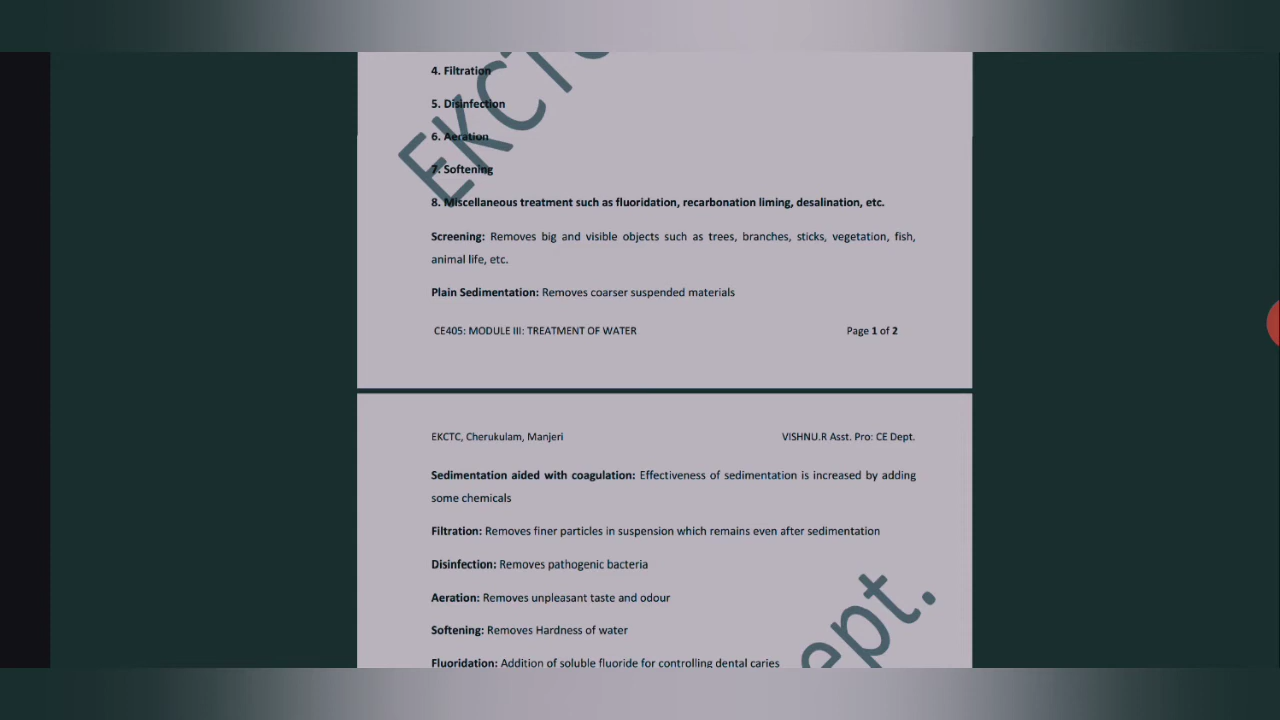 4. Filtration
5. Disinfection
6. Aeration
7. Softening
8. Miscellaneous treatment such as fluoridation, recarbonation liming, desalination, etc.
Screening: Removes big and visible objects such as trees, branches, sticks, vegetation, fish,
animal life, etc.
Plain Sedimentation: Removes coarser suspended materials
CE405: MODULE III: TREATMENT OF WATER Page 1 of 2
EKCTC, Cherukulam, Manjeri VISHNU.R Asst. Pro: CE Dept.
Sedimentation aided with coagulation: Effectiveness of sedimentation is increased by adding
some chemicals
Filtration: Removes finer particles in suspension which remains even after sedimentation
Disinfection: Removes pathogenic bacteria
Aeration: Removes unpleasant taste and odour
Softening: Removes Hardness of water
Fluoridation: Addition of soluble fluoride for controlling dental caries
EKCTC
ept.